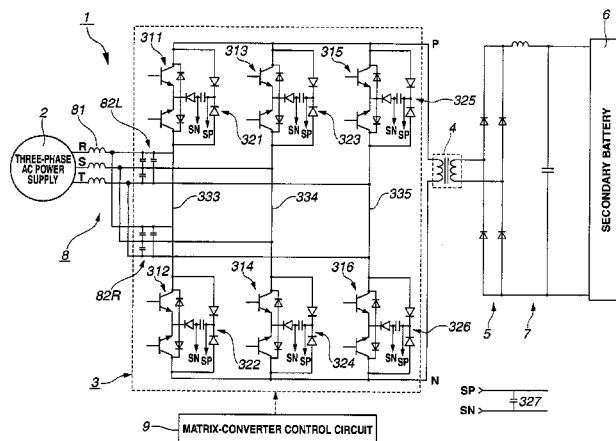 1
311
313
315
P
6
2
81
82L
SN SP
321
SN SP
323
SN SP
325
4
R
S
T
THREE-PHASE
AC POWER
SUPPLY
SECONDARY BATTERY
333
334
335
8
82R
312
314
316
SN SP
322
SN SP
324
SN SP
326
5
7
3
N
SP
SN
327
9
MATRIX-CONVERTER CONTROL CIRCUIT